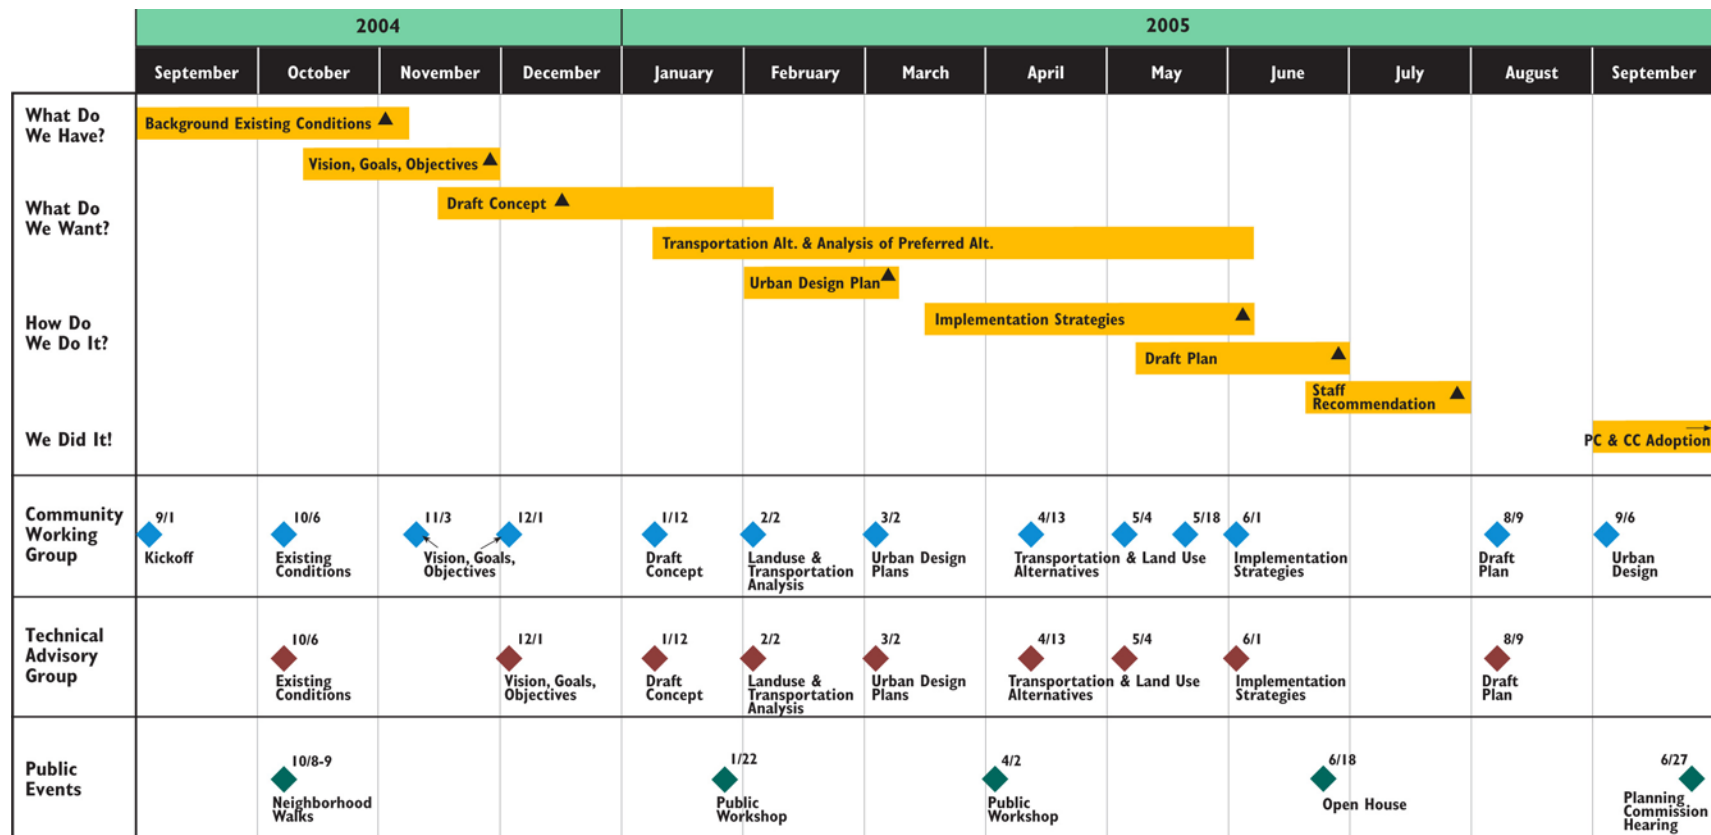 2004
2005
September
October
November
December
January
February
March
April
May
June
July
August
September
What Do
We Have?
Background Existing Conditions
Vision, Goals, Objectives
What Do
We Want?
Draft Concept
Transportation Alt. & Analysis of Preferred Alt.
Urban Design Plan
How Do
We Do It?
Implementation Strategies
Draft Plan
Staff
Recommendation
We Did It!
PC & CC Adoption
Community
Working
Group
9/1
Kickoff
10/6
Existing
Conditions
11/3
12/1
Vision, Goals,
Objectives
1/12
Draft
Concept
2/2
Landuse &
Transportation
Analysis
3/2
Urban Design
Plans
4/13
5/4
5/18
Transportation & Land Use
Alternatives
6/1
Implementation
Strategies
8/9
Draft
Plan
9/6
Urban
Design
Technical
Advisory
Group
10/6
Existing
Conditions
12/1
Vision, Goals,
Objectives
1/12
Draft
Concept
2/2
Landuse &
Transportation
Analysis
3/2
Urban Design
Plans
4/13
5/4
Transportation & Land Use
Alternatives
6/1
Implementation
Strategies
8/9
Draft
Plan
Public
Events
10/8-9
Neighborhood
Walks
1/22
Public
Workshop
4/2
Public
Workshop
6/18
Open House
6/27
Planning
Commission
Hearing